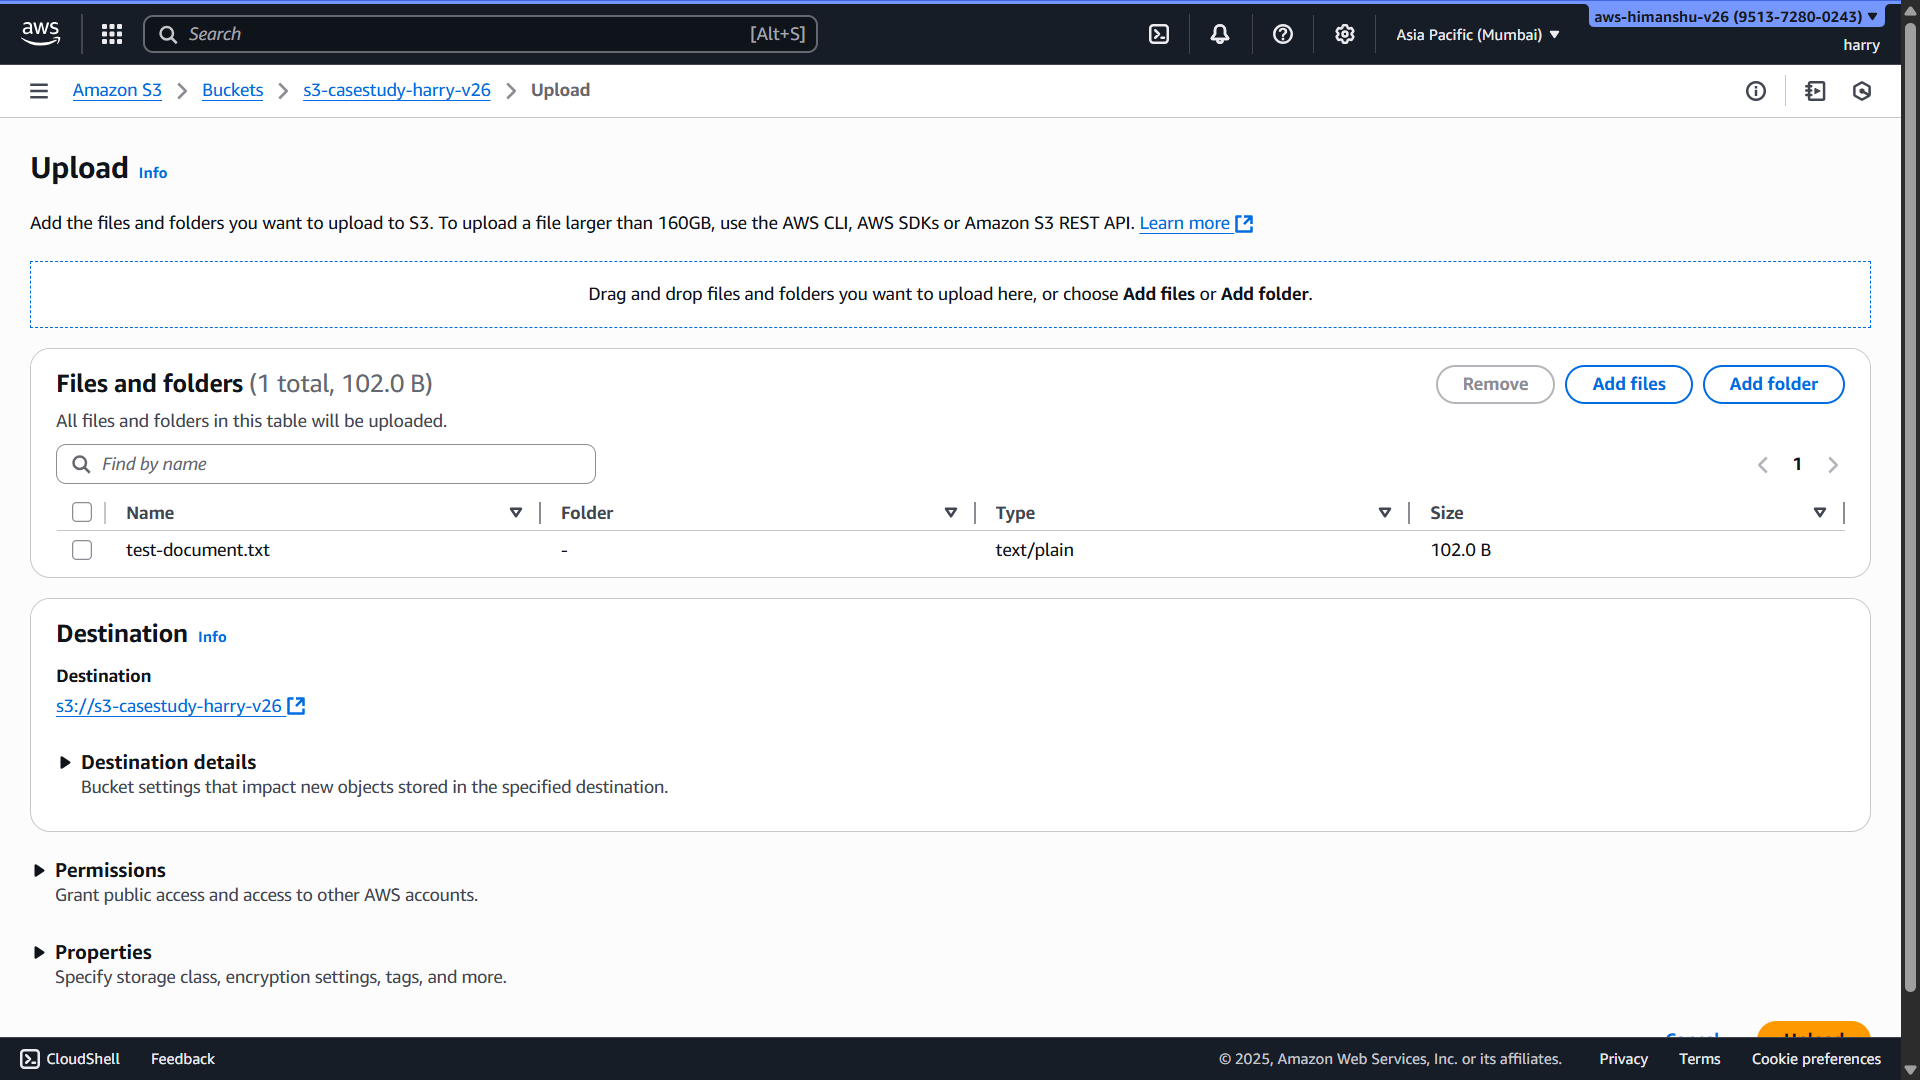 aws
Search
[Alt+S]
Asia Pacific (Mumbai)
aws-himanshu-v26 (9513-7280-0243)
harry
Amazon S3
Buckets
s3-casestudy-harry-v26
Upload
Upload
Info
Add the files and folders you want to upload to S3. To upload a file larger than 160GB, use the AWS CLI, AWS SDKs or Amazon S3 REST API. Learn more
Drag and drop files and folders you want to upload here, or choose Add files or Add folder.
Files and folders (1 total, 102.0 B)
Remove
Add files
Add folder
All files and folders in this table will be uploaded.
Find by name
1
Name
Folder
Type
Size
test-document.txt
-
text/plain
102.0 B
Destination
Info
Destination
s3://s3-casestudy-harry-v26
Destination details
Bucket settings that impact new objects stored in the specified destination.
Permissions
Grant public access and access to other AWS accounts.
Properties
Specify storage class, encryption settings, tags, and more.
Cancel
Upload
CloudShell
Feedback
© 2025, Amazon Web Services, Inc. or its affiliates.
Privacy
Terms
Cookie preferences